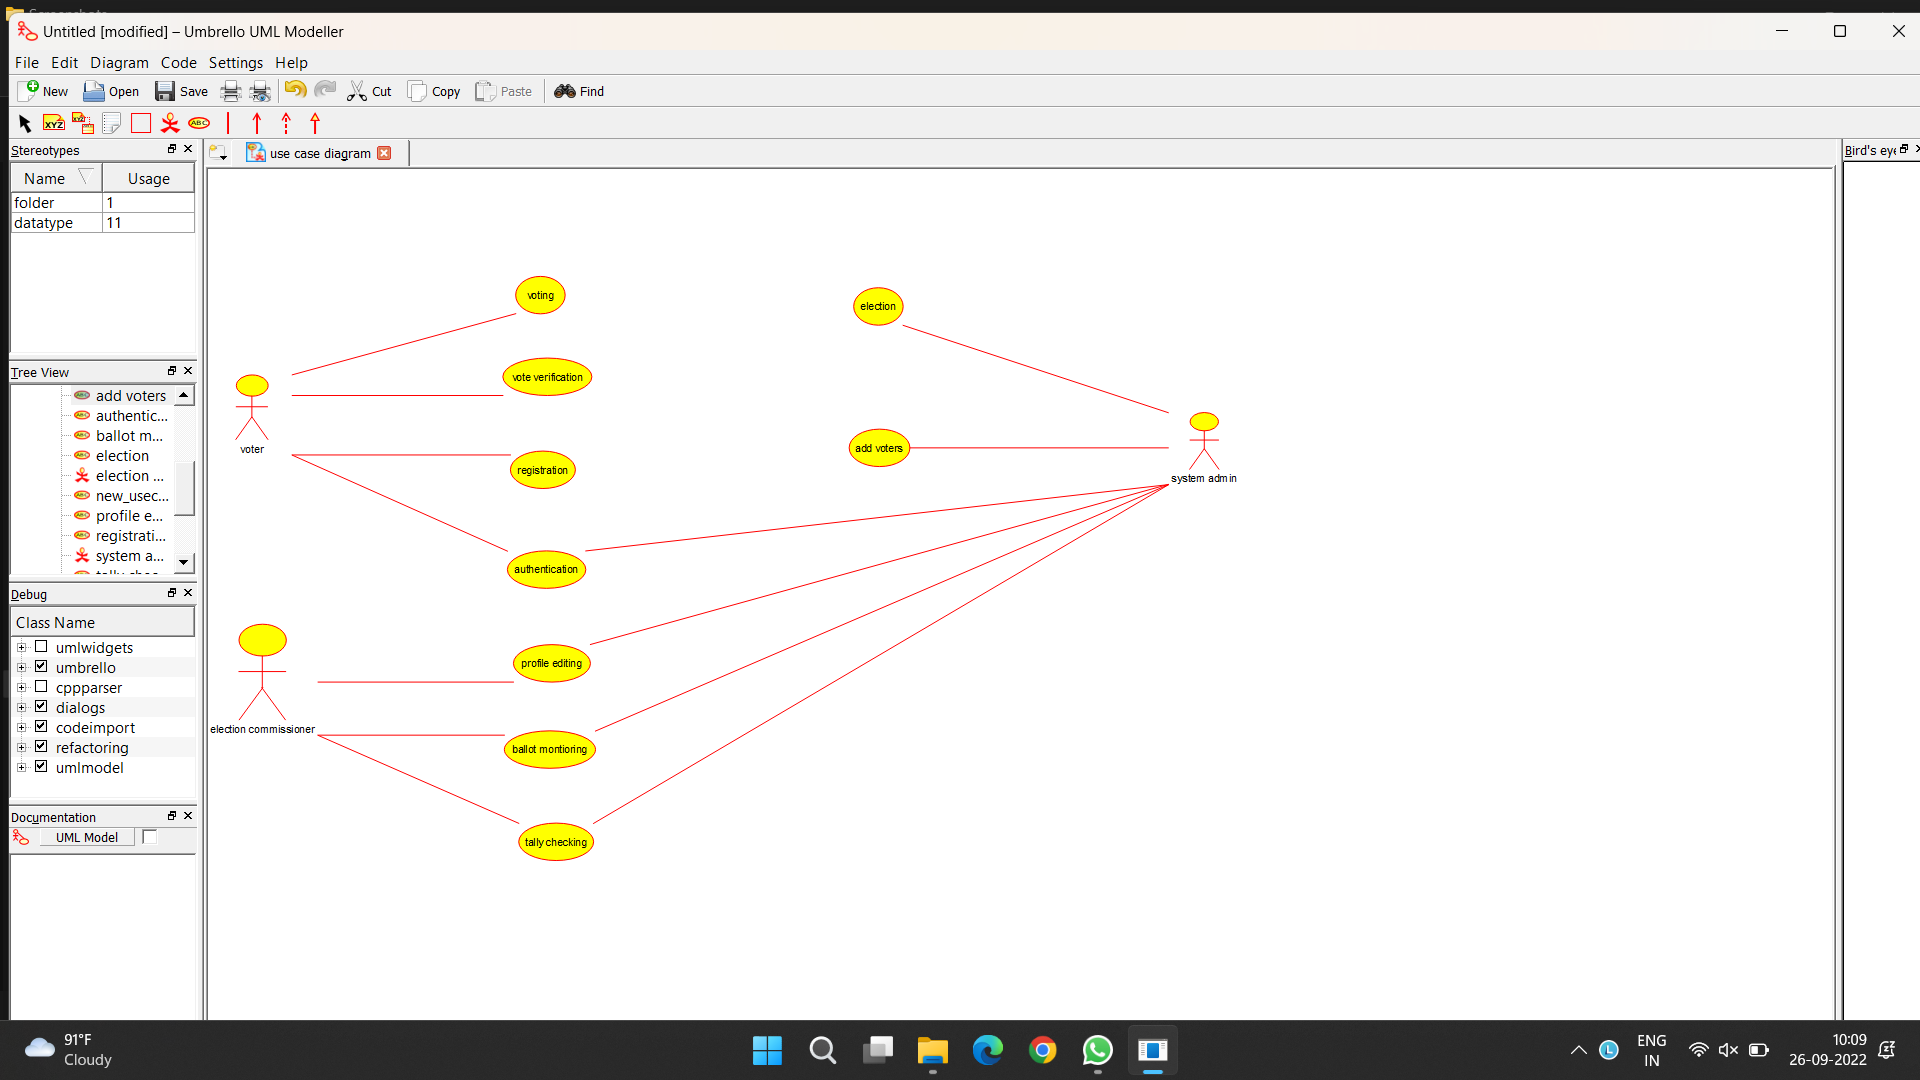 Untitled [modified] – Umbrello UML Modeller
File Edit Diagram Code Settings Help
New Open Save Cut Copy Paste Find
XYZ XYZ ABC
Stereotypes
Name Usage
folder 1
datatype 11
Tree View
add voters
authentic...
ballot m...
election
election ...
new_usec...
profile e...
registrati...
system a...
Debug
Class Name
umlwidgets
umbrello
cppparser
dialogs
codeimport
refactoring
umlmodel
Documentation
UML Model
use case diagram
Bird's eye
voting
election
vote verification
voter
add voters
registration
system admin
authentication
profile editing
election commissioner
ballot montioring
tally checking
91°F
Cloudy
ENG
IN
10:09
26-09-2022